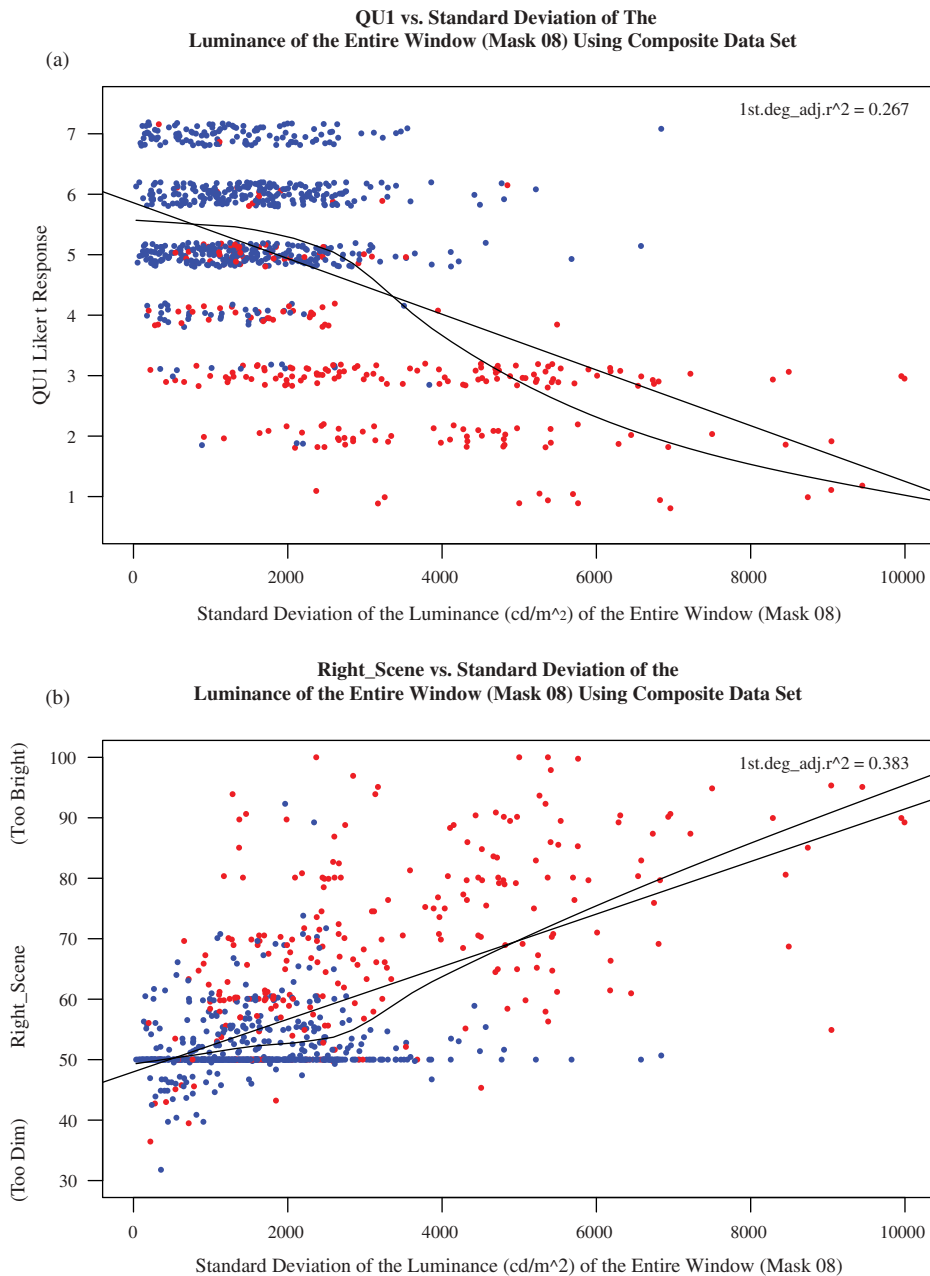 QU1 vs. Standard Deviation of The
Luminance of the Entire Window (Mask 08) Using Composite Data Set
(a)
1st.deg_adj.r^2 = 0.267
QU1 Liker t Response
7
6
5
4
3
2
1
0
2000
4000
6000
8000
10000
Standard Deviation of the Luminance (cd/m^2) of the Entire Window (Mask 08)
Right_Scene vs. Standard Deviation of the
Luminance of the Entire Window (Mask 08) Using Composite Data Set
(b)
1st.deg_adj.r^2 = 0.383
(Too Bright)
Right_Scene
(Too Dim)
100
90
80
70
60
50
40
30
0
2000
4000
6000
8000
10000
Standard Deviation of the Luminance (cd/m^2) of the Entire Window (Mask 08)